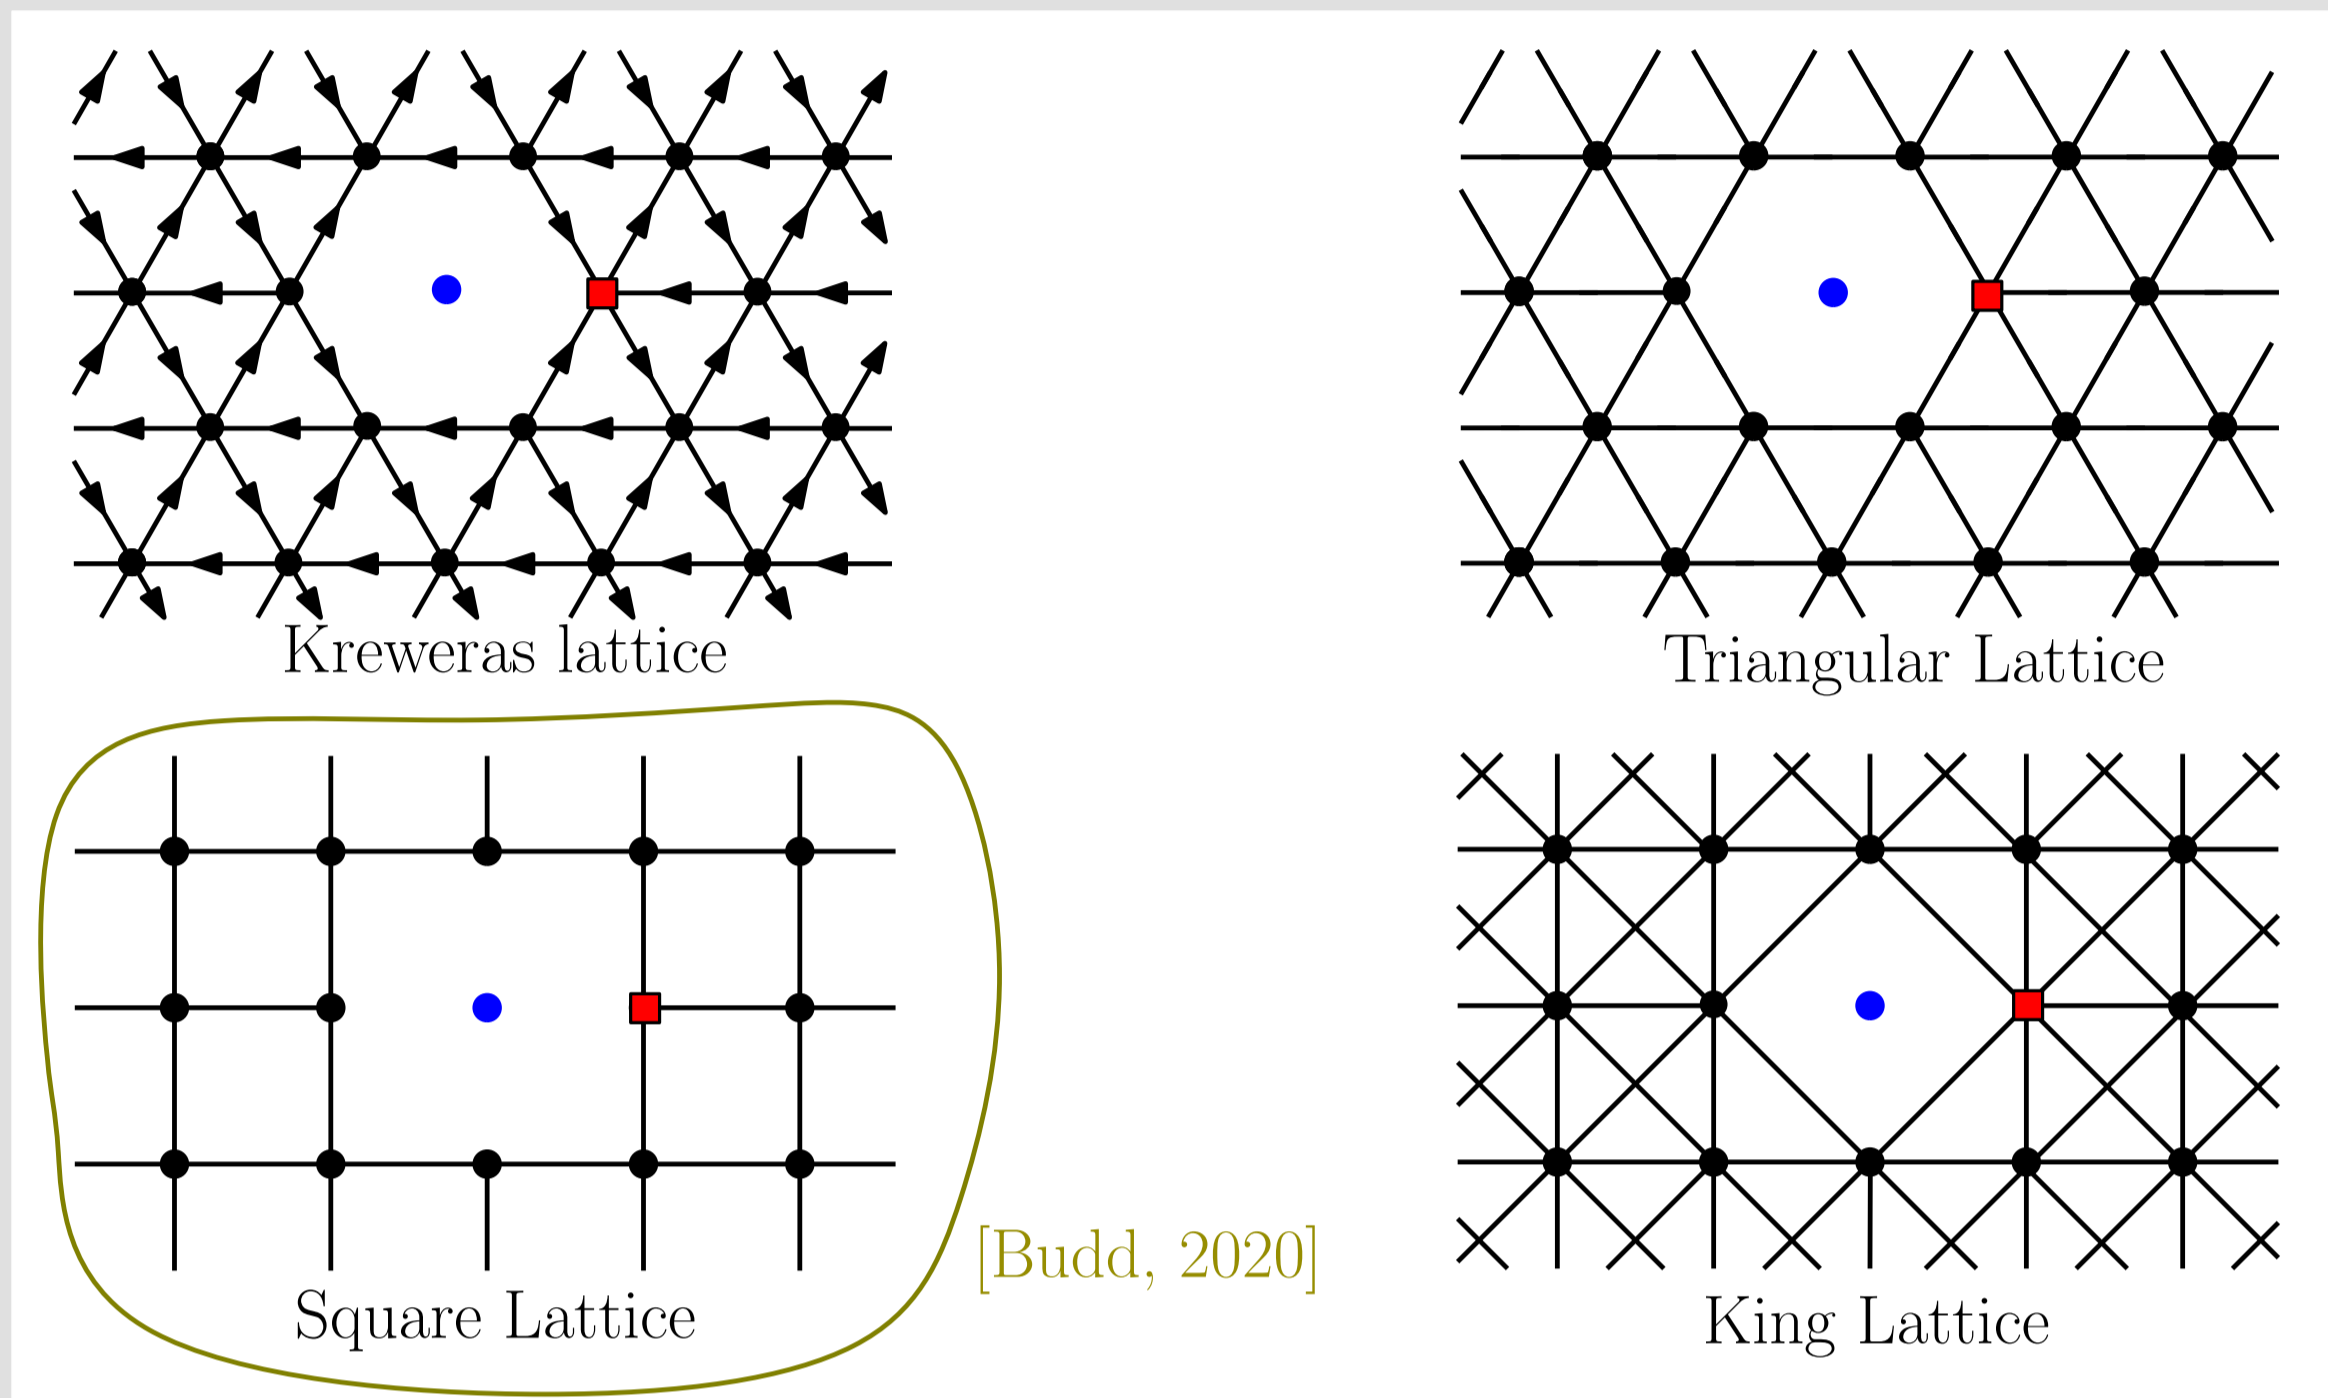 Kreweras lattice
Triangular Lattice
[Budd, 2020]
Square Lattice
King Lattice